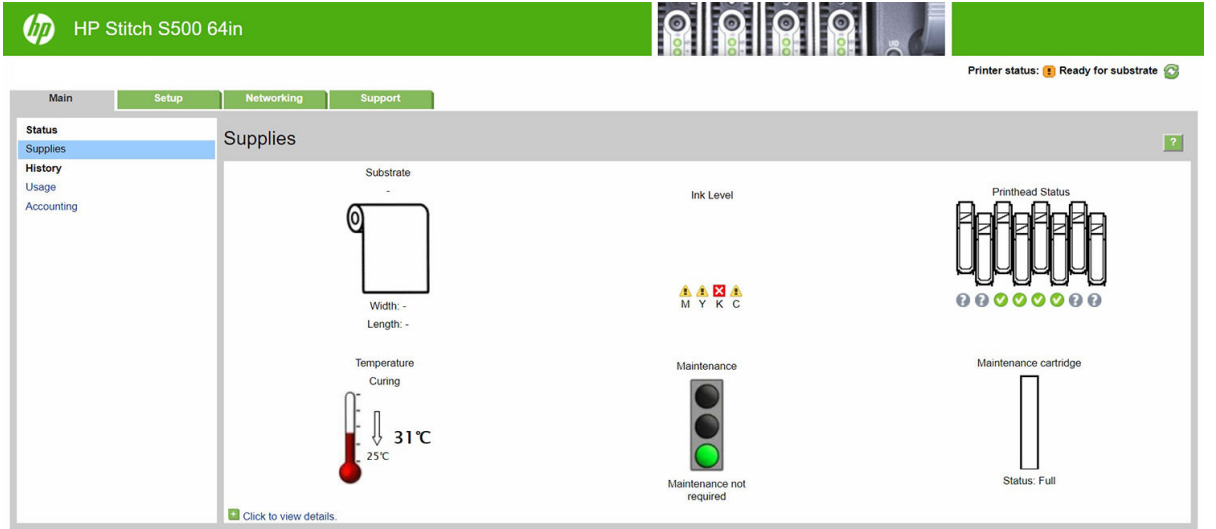 hp HP Stitch S500 64in
UID
Printer status: ! Ready for substrate
Main Setup Networking Support
Status
Supplies
History
Usage
Accounting
Supplies
?
Substrate
-
Width: -
Length: -
Ink Level
M Y K C
Printhead Status
? ? ? ?
Temperature
Curing
31℃
25℃
Maintenance
Maintenance not
required
Maintenance cartridge
Status: Full
+ Click to view details.